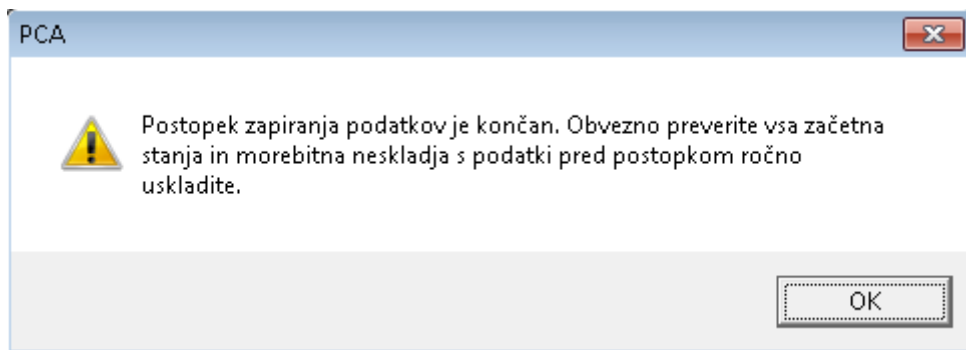 PCA
Postopek zapiranja podatkov je končan. Obvezno preverite vsa začetna
stanja in morebitna neskladja s podatki pred postopkom ročno
uskladite.
OK